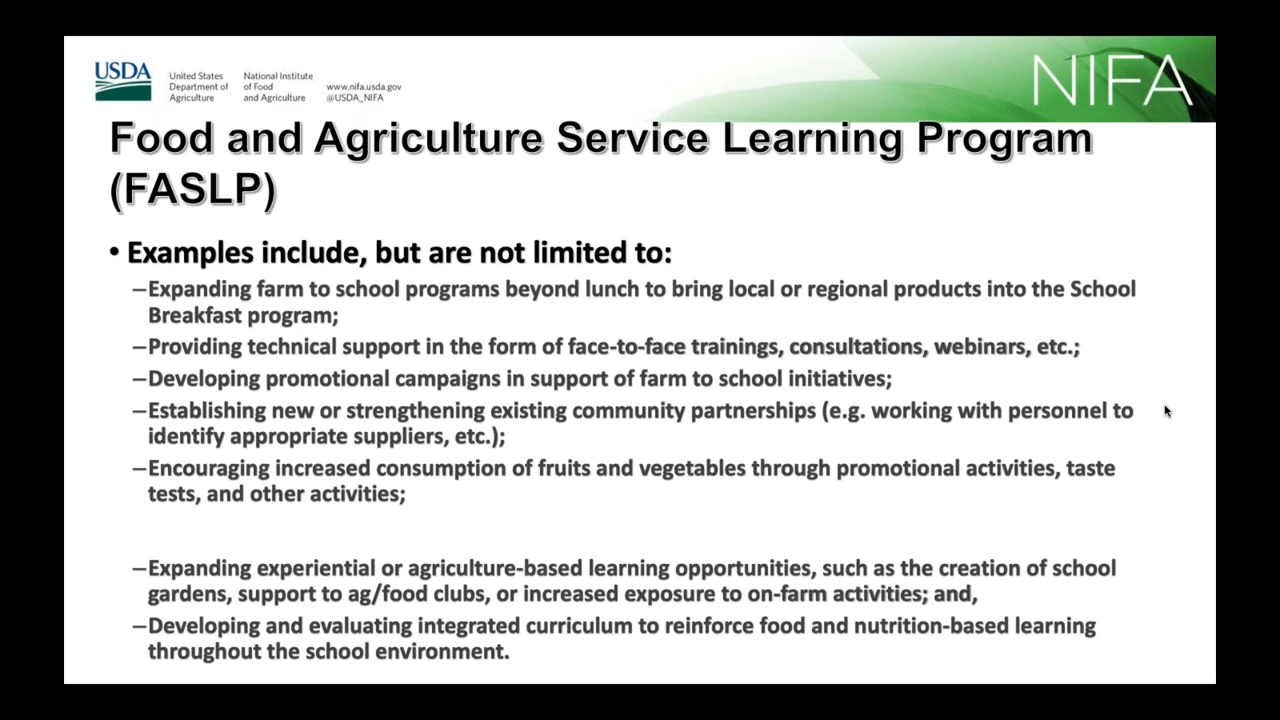 USDA
United States
Department of
Agriculture
National Institute
of Food
and Agriculture
www.nifa.usda.gov
@USDA_NIFA
NIFA
Food and Agriculture Service Learning Program
(FASLP)
• Examples include, but are not limited to:
–Expanding farm to school programs beyond lunch to bring local or regional products into the School
Breakfast program;
–Providing technical support in the form of face-to-face trainings, consultations, webinars, etc.;
–Developing promotional campaigns in support of farm to school initiatives;
–Establishing new or strengthening existing community partnerships (e.g. working with personnel to
identify appropriate suppliers, etc.);
–Encouraging increased consumption of fruits and vegetables through promotional activities, taste
tests, and other activities;
–Expanding experiential or agriculture-based learning opportunities, such as the creation of school
gardens, support to ag/food clubs, or increased exposure to on-farm activities; and,
–Developing and evaluating integrated curriculum to reinforce food and nutrition-based learning
throughout the school environment.